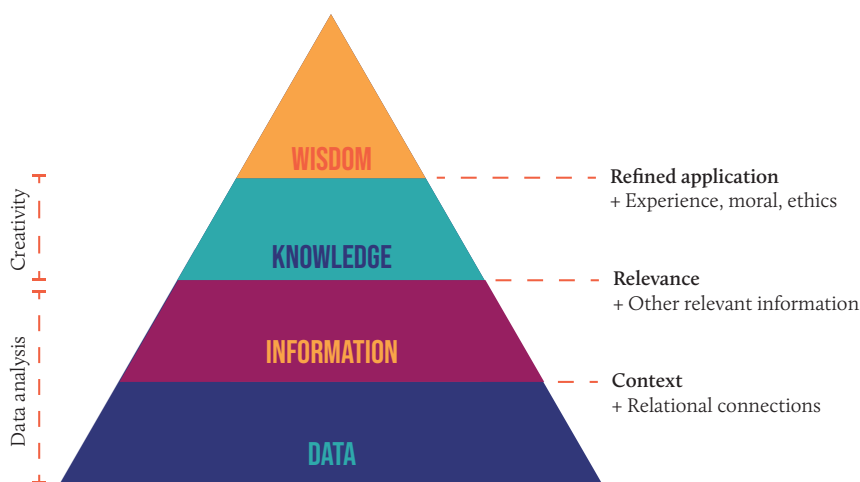 WISDOM
Refined application
+ Experience, moral, ethics
Creativity
KNOWLEDGE
Relevance
+ Other relevant information
INFORMATION
Context
+ Relational connections
Data analysis
DATA